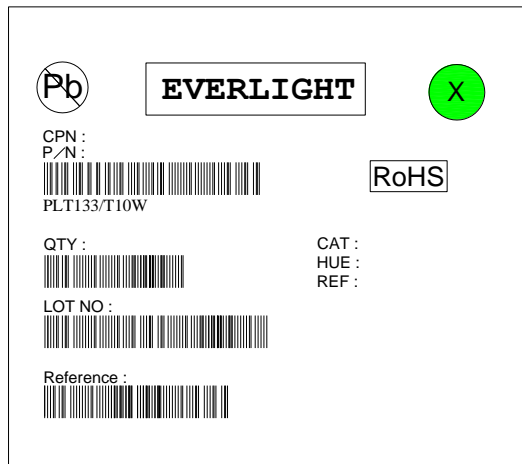 Pb
EVERLIGHT
X
CPN :
P/N :
RoHS
PLT133/T10W
QTY :
CAT :
HUE :
REF :
LOT NO :
Reference :